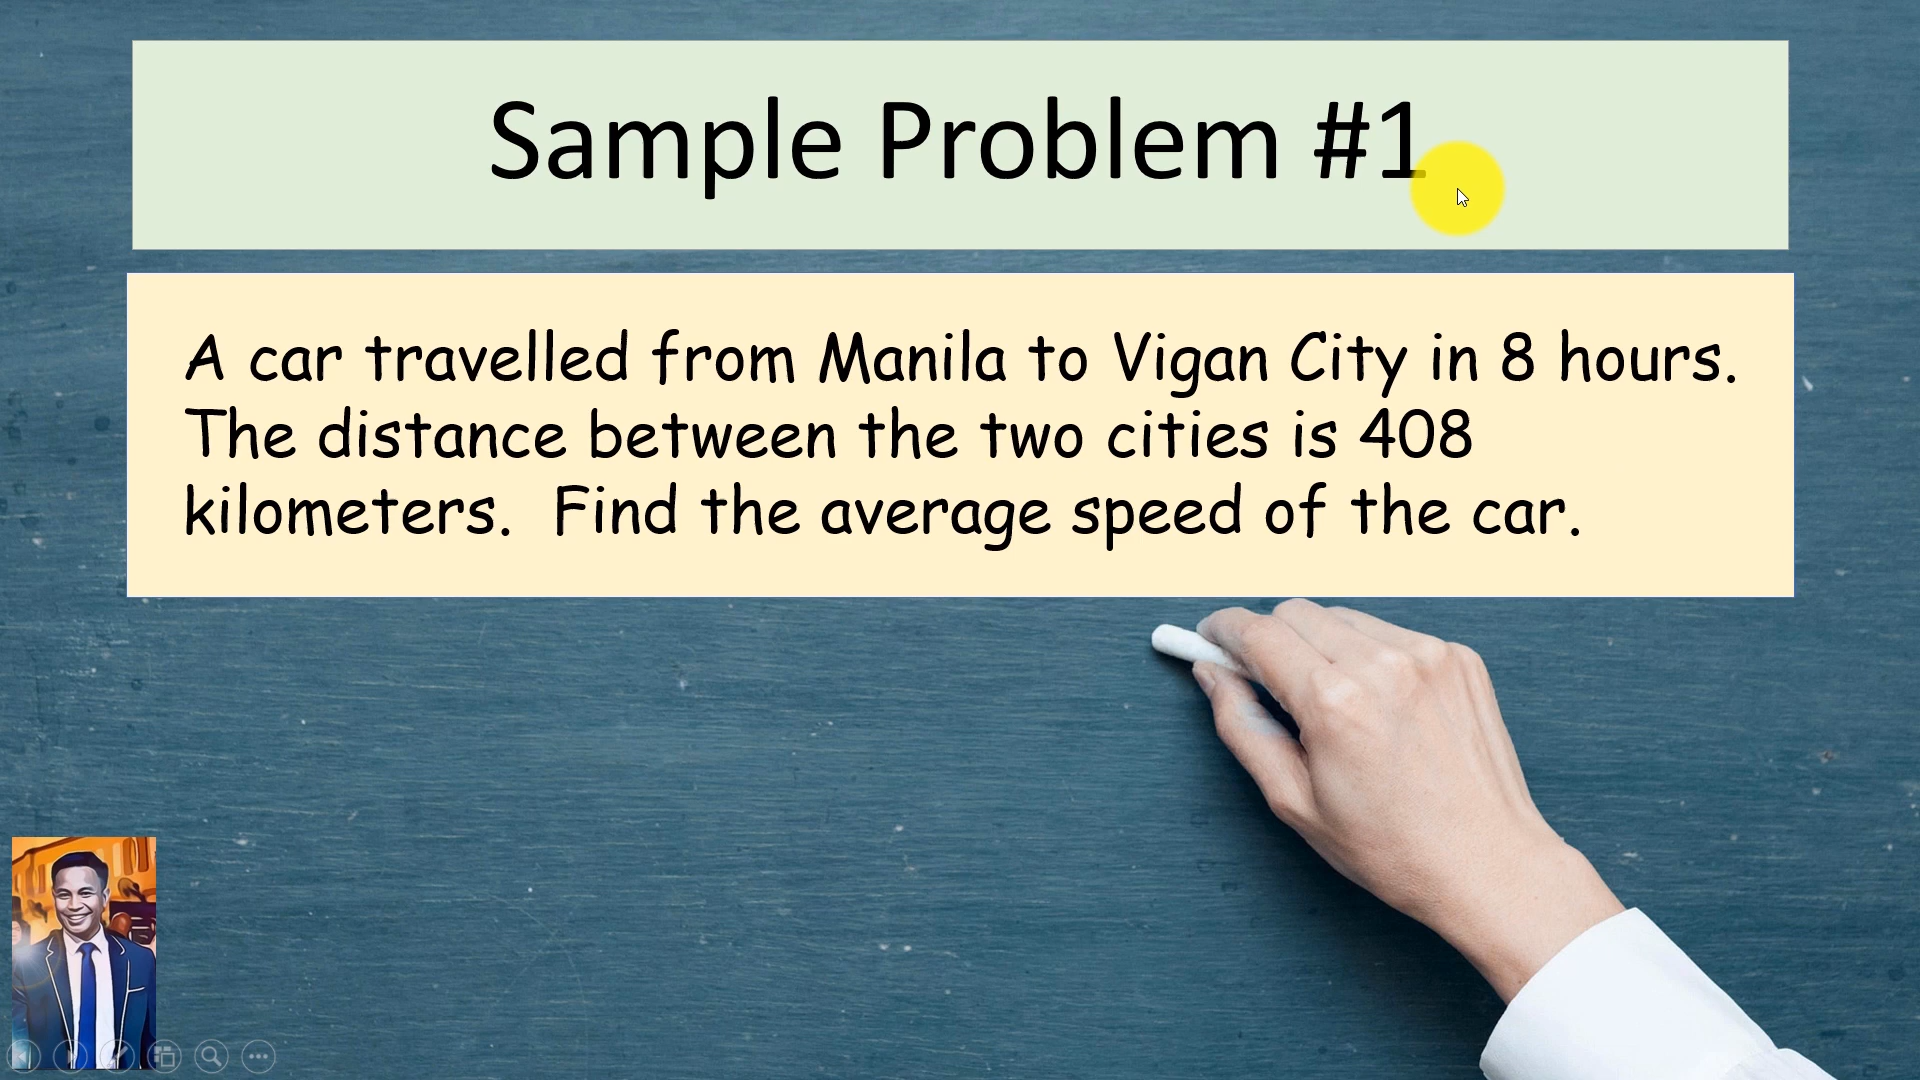 Sample Problem #1
A car travelled from Manila to Vigan City in 8 hours.
The distance between the two cities is 408
kilometers. Find the average speed of the car.